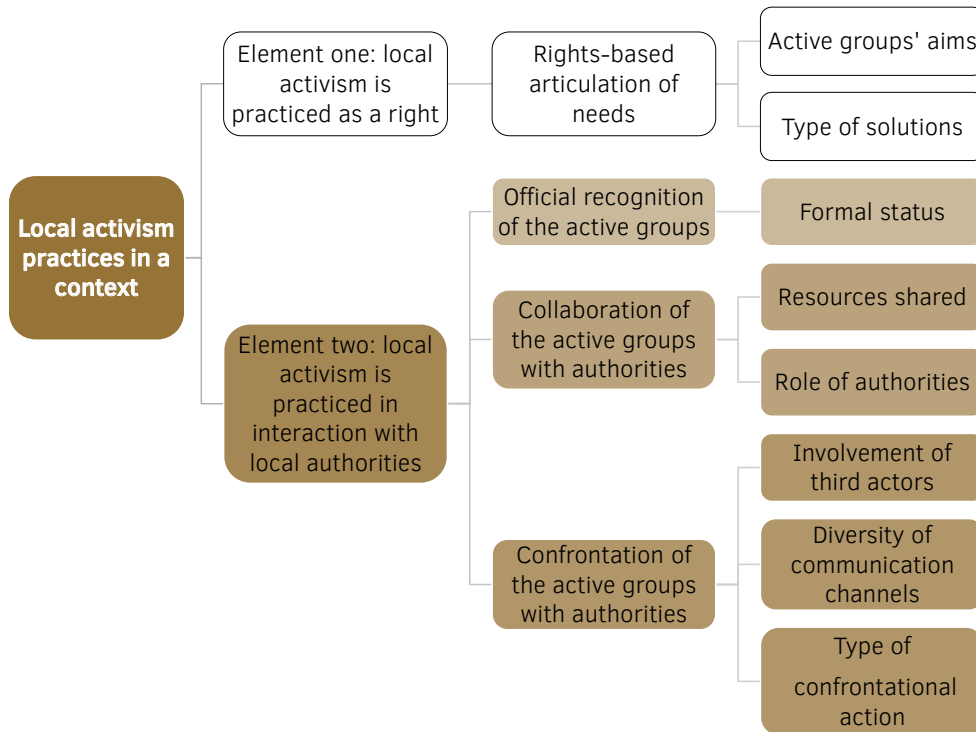 Local activism
practices in a
context
Element one: local
activism is
practiced as a right
Rights-based
articulation of
needs
Active groups' aims
Type of solutions
Element two: local
activism is
practiced in
interaction with
local authorities
Official recognition
of the active groups
Formal status
Collaboration of
the active groups
with authorities
Resources shared
Role of authorities
Confrontation of
the active groups
with authorities
Involvement of
third actors
Diversity of
communication
channels
Type of
confrontational
action